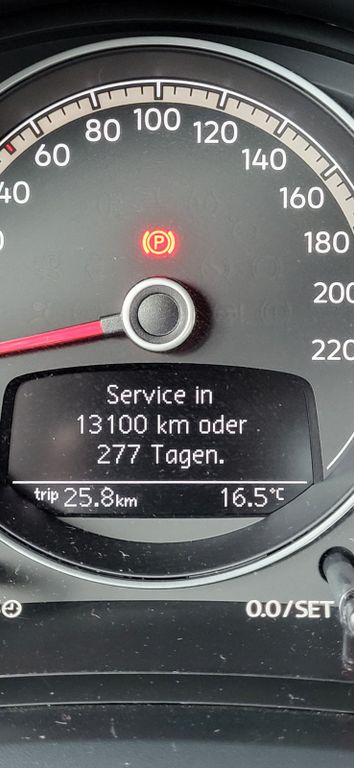 100
80
120
60
140
40
160
P
180
200
220
Service in
13100 km oder
277 Tagen.
trip 25.8km 16.5°C
0.0/SET